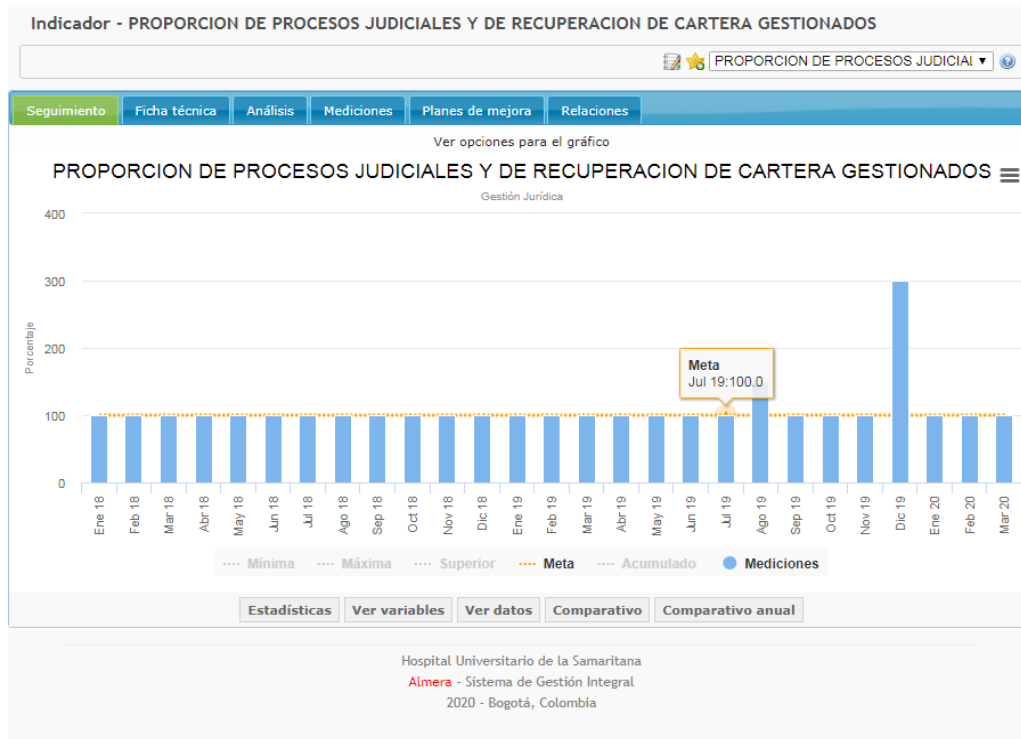 Indicador - PROPORCION DE PROCESOS JUDICIALES Y DE RECUPERACION DE CARTERA GESTIONADOS
PROPORCION DE PROCESOS JUDICIAL
Seguimiento Ficha técnica Análisis Mediciones Planes de mejora Relaciones
Ver opciones para el gráfico
PROPORCION DE PROCESOS JUDICIALES Y DE RECUPERACION DE CARTERA GESTIONADOS
Gestión Jurídica
400
300
200
100
0
Porcentaje
Meta
Jul 19:100.0
Ene 18 Feb 18 Mar 18 Abr 18 May 18 Jun 18 Jul 18 Ago 18 Sep 18 Oct 18 Nov 18 Dic 18 Ene 19 Feb 19 Mar 19 Abr 19 May 19 Jun 19 Jul 19 Ago 19 Sep 19 Oct 19 Nov 19 Dic 19 Ene 20 Feb 20 Mar 20
Mínima Máxima Superior Meta Acumulado Mediciones
Estadísticas Ver variables Ver datos Comparativo Comparativo anual
Hospital Universitario de la Samaritana
Almera - Sistema de Gestión Integral
2020 - Bogotá, Colombia